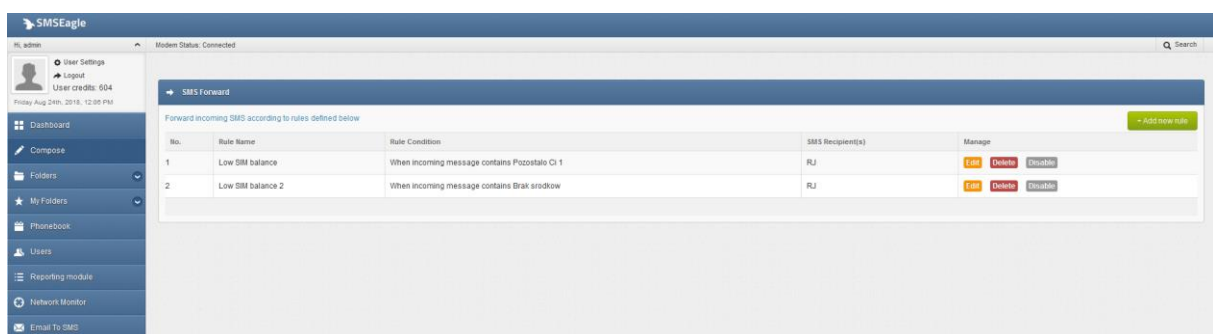 SMSEagle
Hi, admin
Modem Status: Connected
Search
User Settings
Logout
User credits: 604
Friday Aug 24th, 2018, 12:06 PM
SMS Forward
Forward incoming SMS according to rules defined below
+ Add new rule
No. Rule Name Rule Condition SMS Recipient(s) Manage
1 Low SIM balance When incoming message contains Pozostalo Ci 1 RJ Edit Delete Disable
2 Low SIM balance 2 When incoming message contains Brak srodkow RJ Edit Delete Disable
Dashboard
Compose
Folders
My Folders
Phonebook
Users
Reporting module
Network Monitor
Email To SMS